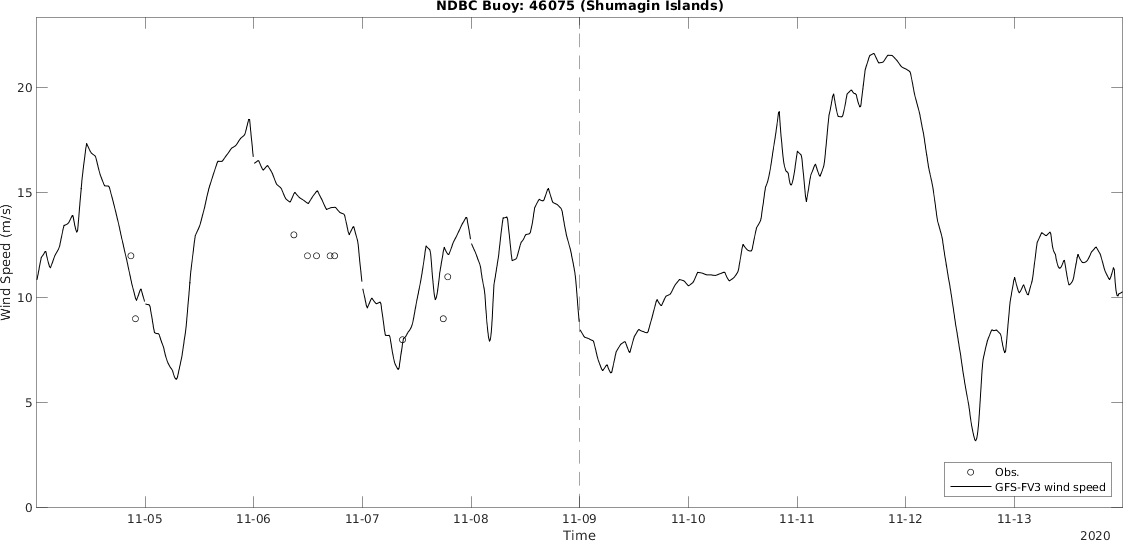 NDBC Buoy: 46075 (Shumagin Islands)
Wind Speed (m/s)
20
15
10
5
0
11-05 11-06 11-07 11-08 11-09 11-10 11-11 11-12 11-13
Time
2020
Obs.
GFS-FV3 wind speed